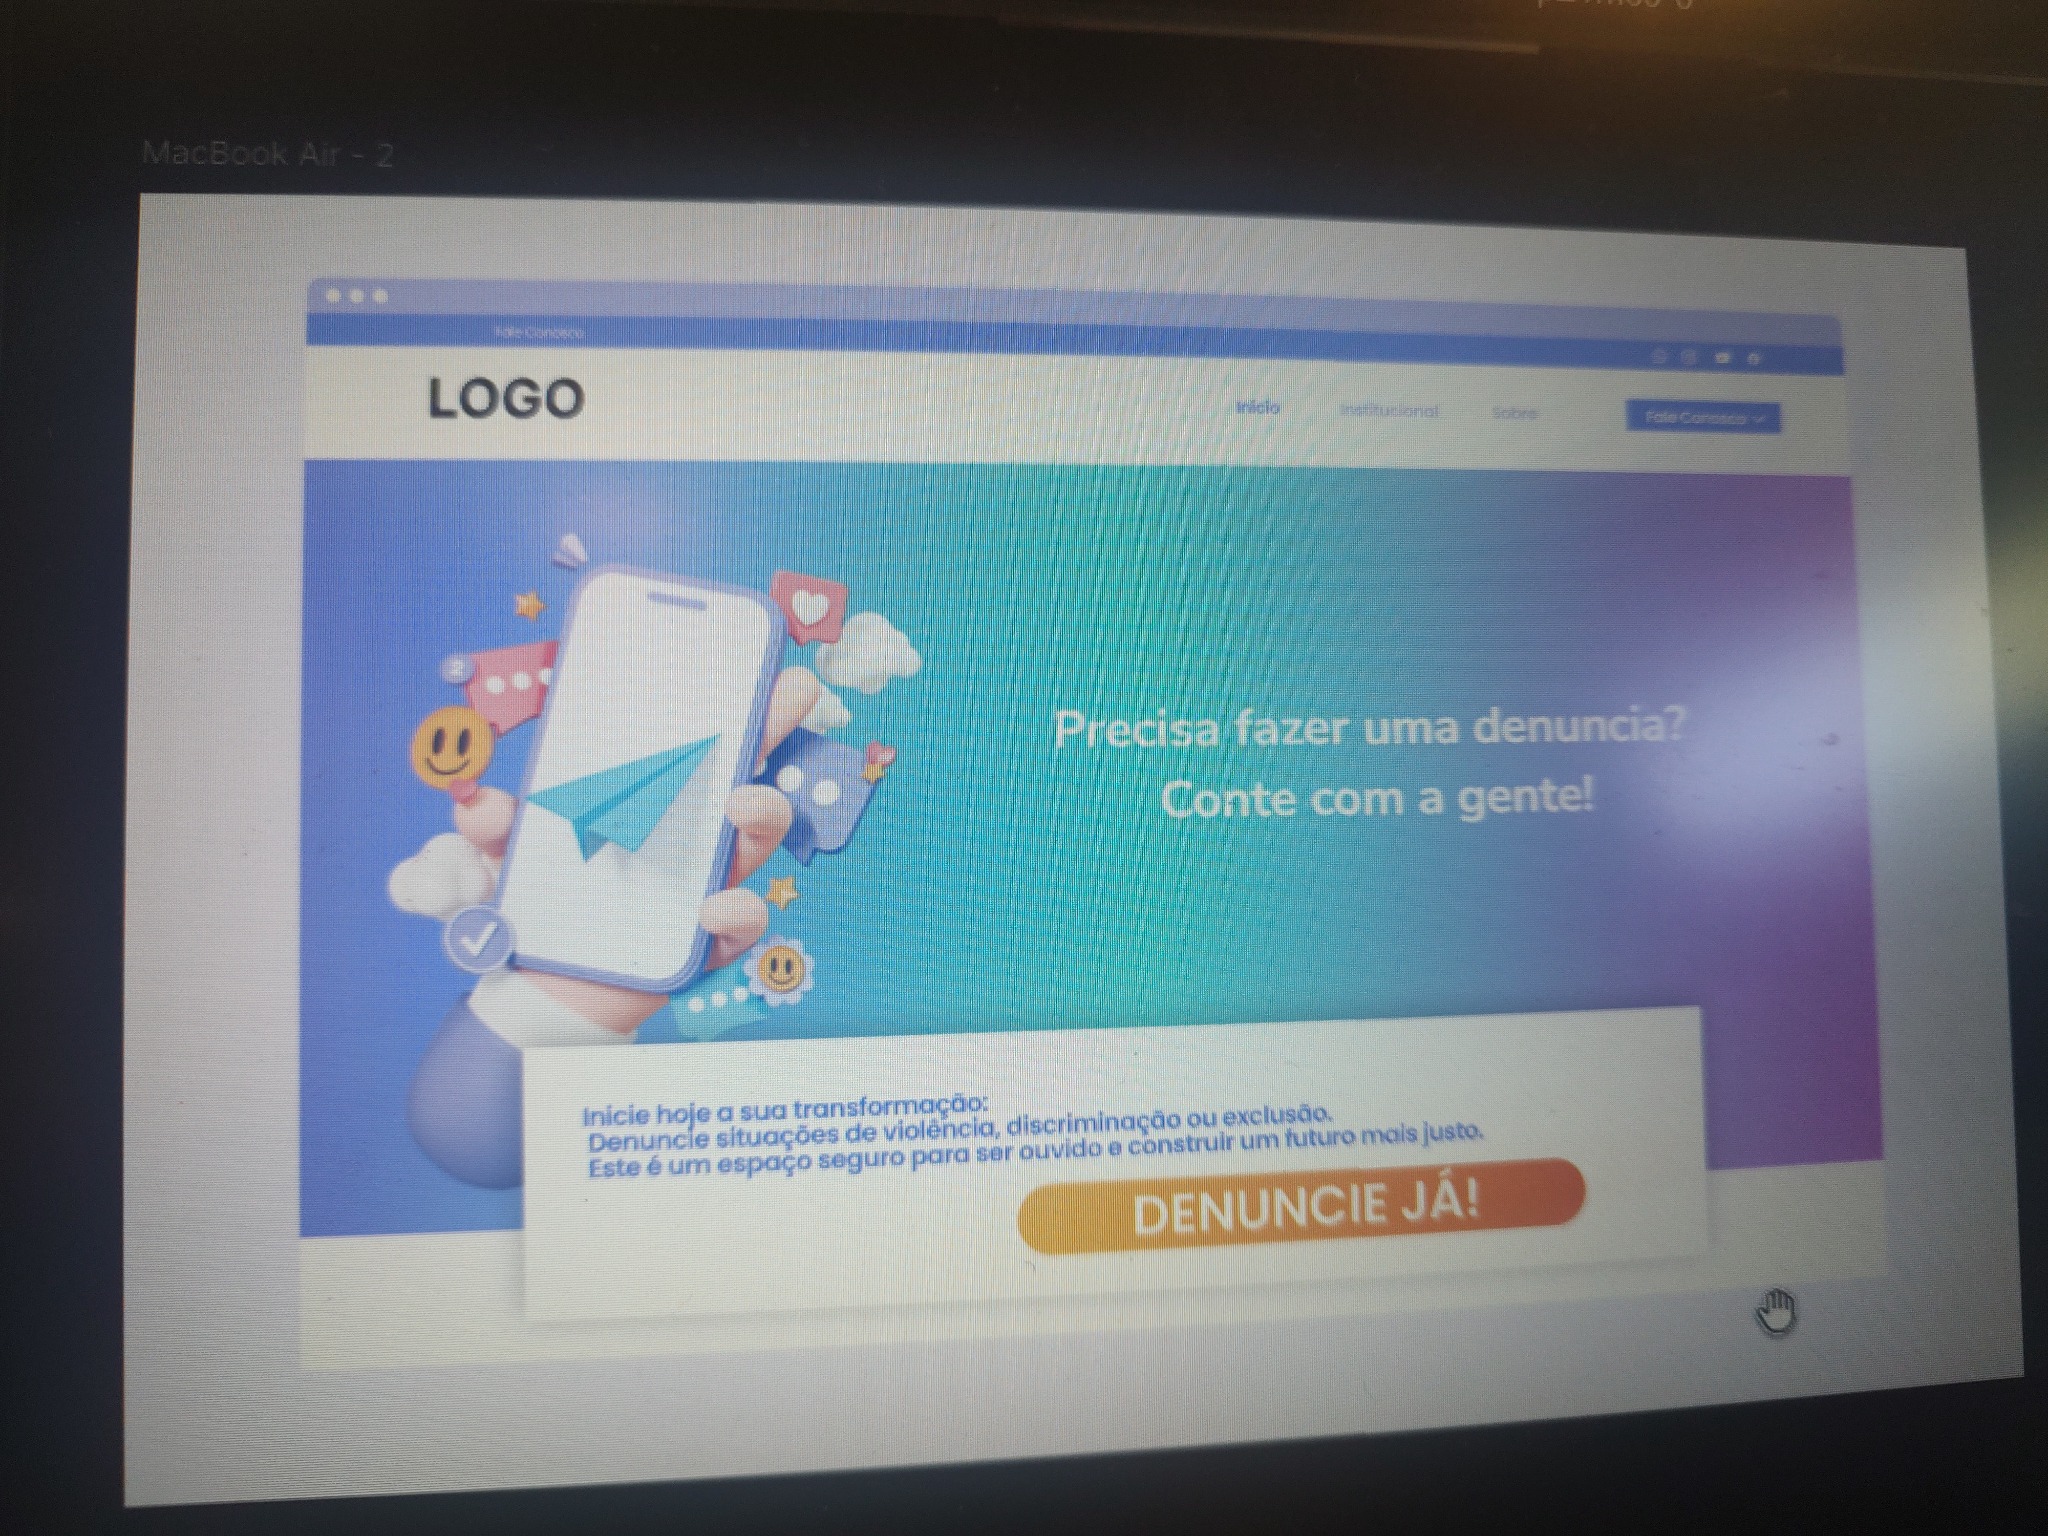 MacBook Air - 2
Fale Conosco
LOGO
Início
Institucional
Sobre
Fale Conosco
2
Precisa fazer uma denuncia?
Conte com a gente!
Inicie hoje a sua transformação:
Denuncie situações de violência, discriminação ou exclusão.
Este é um espaço seguro para ser ouvido e construir um futuro mais justo.
DENUNCIE JÁ!